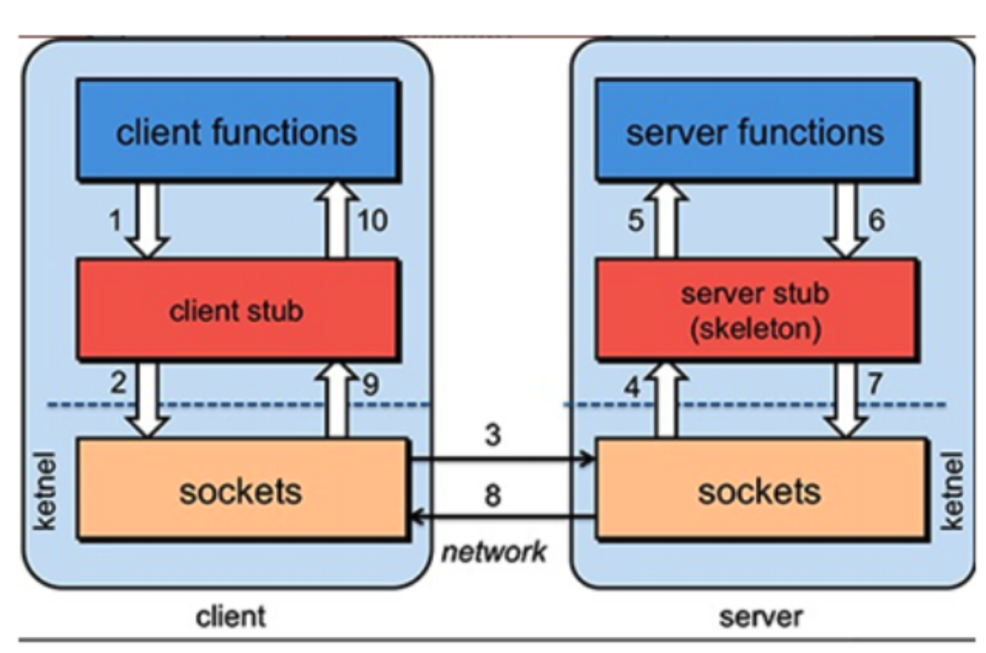 client functions
server functions
1
10
5
6
client stub
server stub
(skeleton)
2
9
4
7
3
ketnel
sockets
sockets
ketnel
8
network
client
server